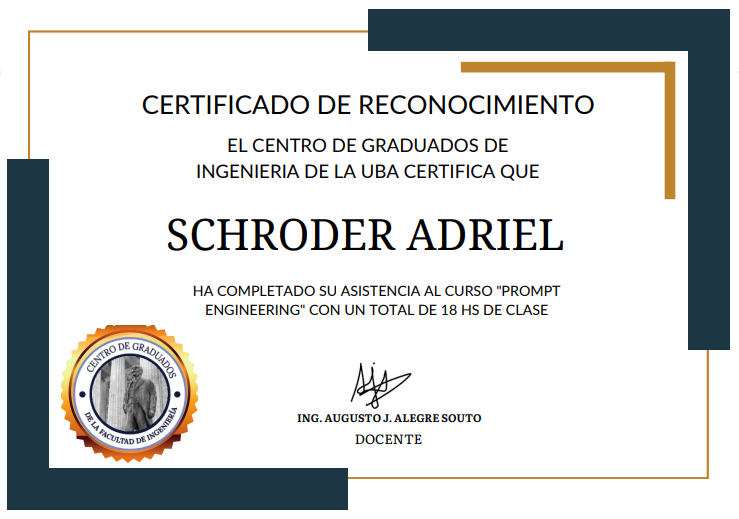 CERTIFICADO DE RECONOCIMIENTO
EL CENTRO DE GRADUADOS DE
INGENIERIA DE LA UBA CERTIFICA QUE
SCHRODER ADRIEL
HA COMPLETADO SU ASISTENCIA AL CURSO "PROMPT
ENGINEERING" CON UN TOTAL DE 18 HS DE CLASE
CENTRO DE GRADUADOS
DE LA FACULTAD DE INGENIERÍA
ING. AUGUSTO J. ALEGRE SOUTO
DOCENTE